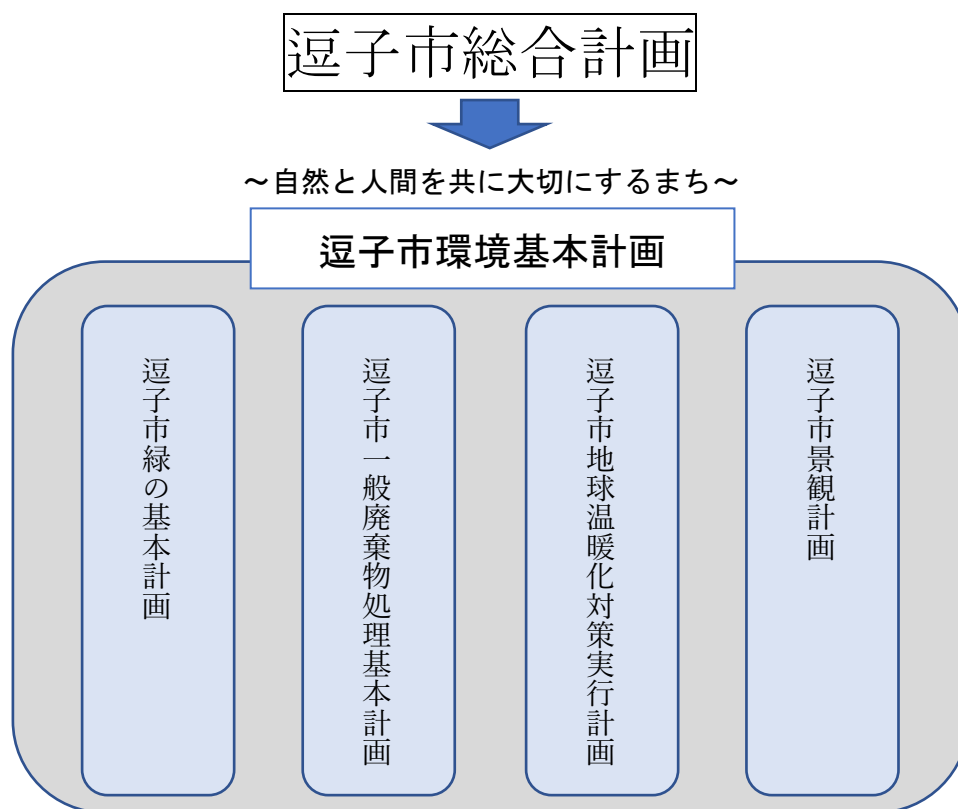 逗子市総合計画
～自然と人間を共に大切にするまち～
逗子市環境基本計画
逗子市緑の基本計画
逗子市一般廃棄物処理基本計画
逗子市地球温暖化対策実行計画
逗子市景観計画